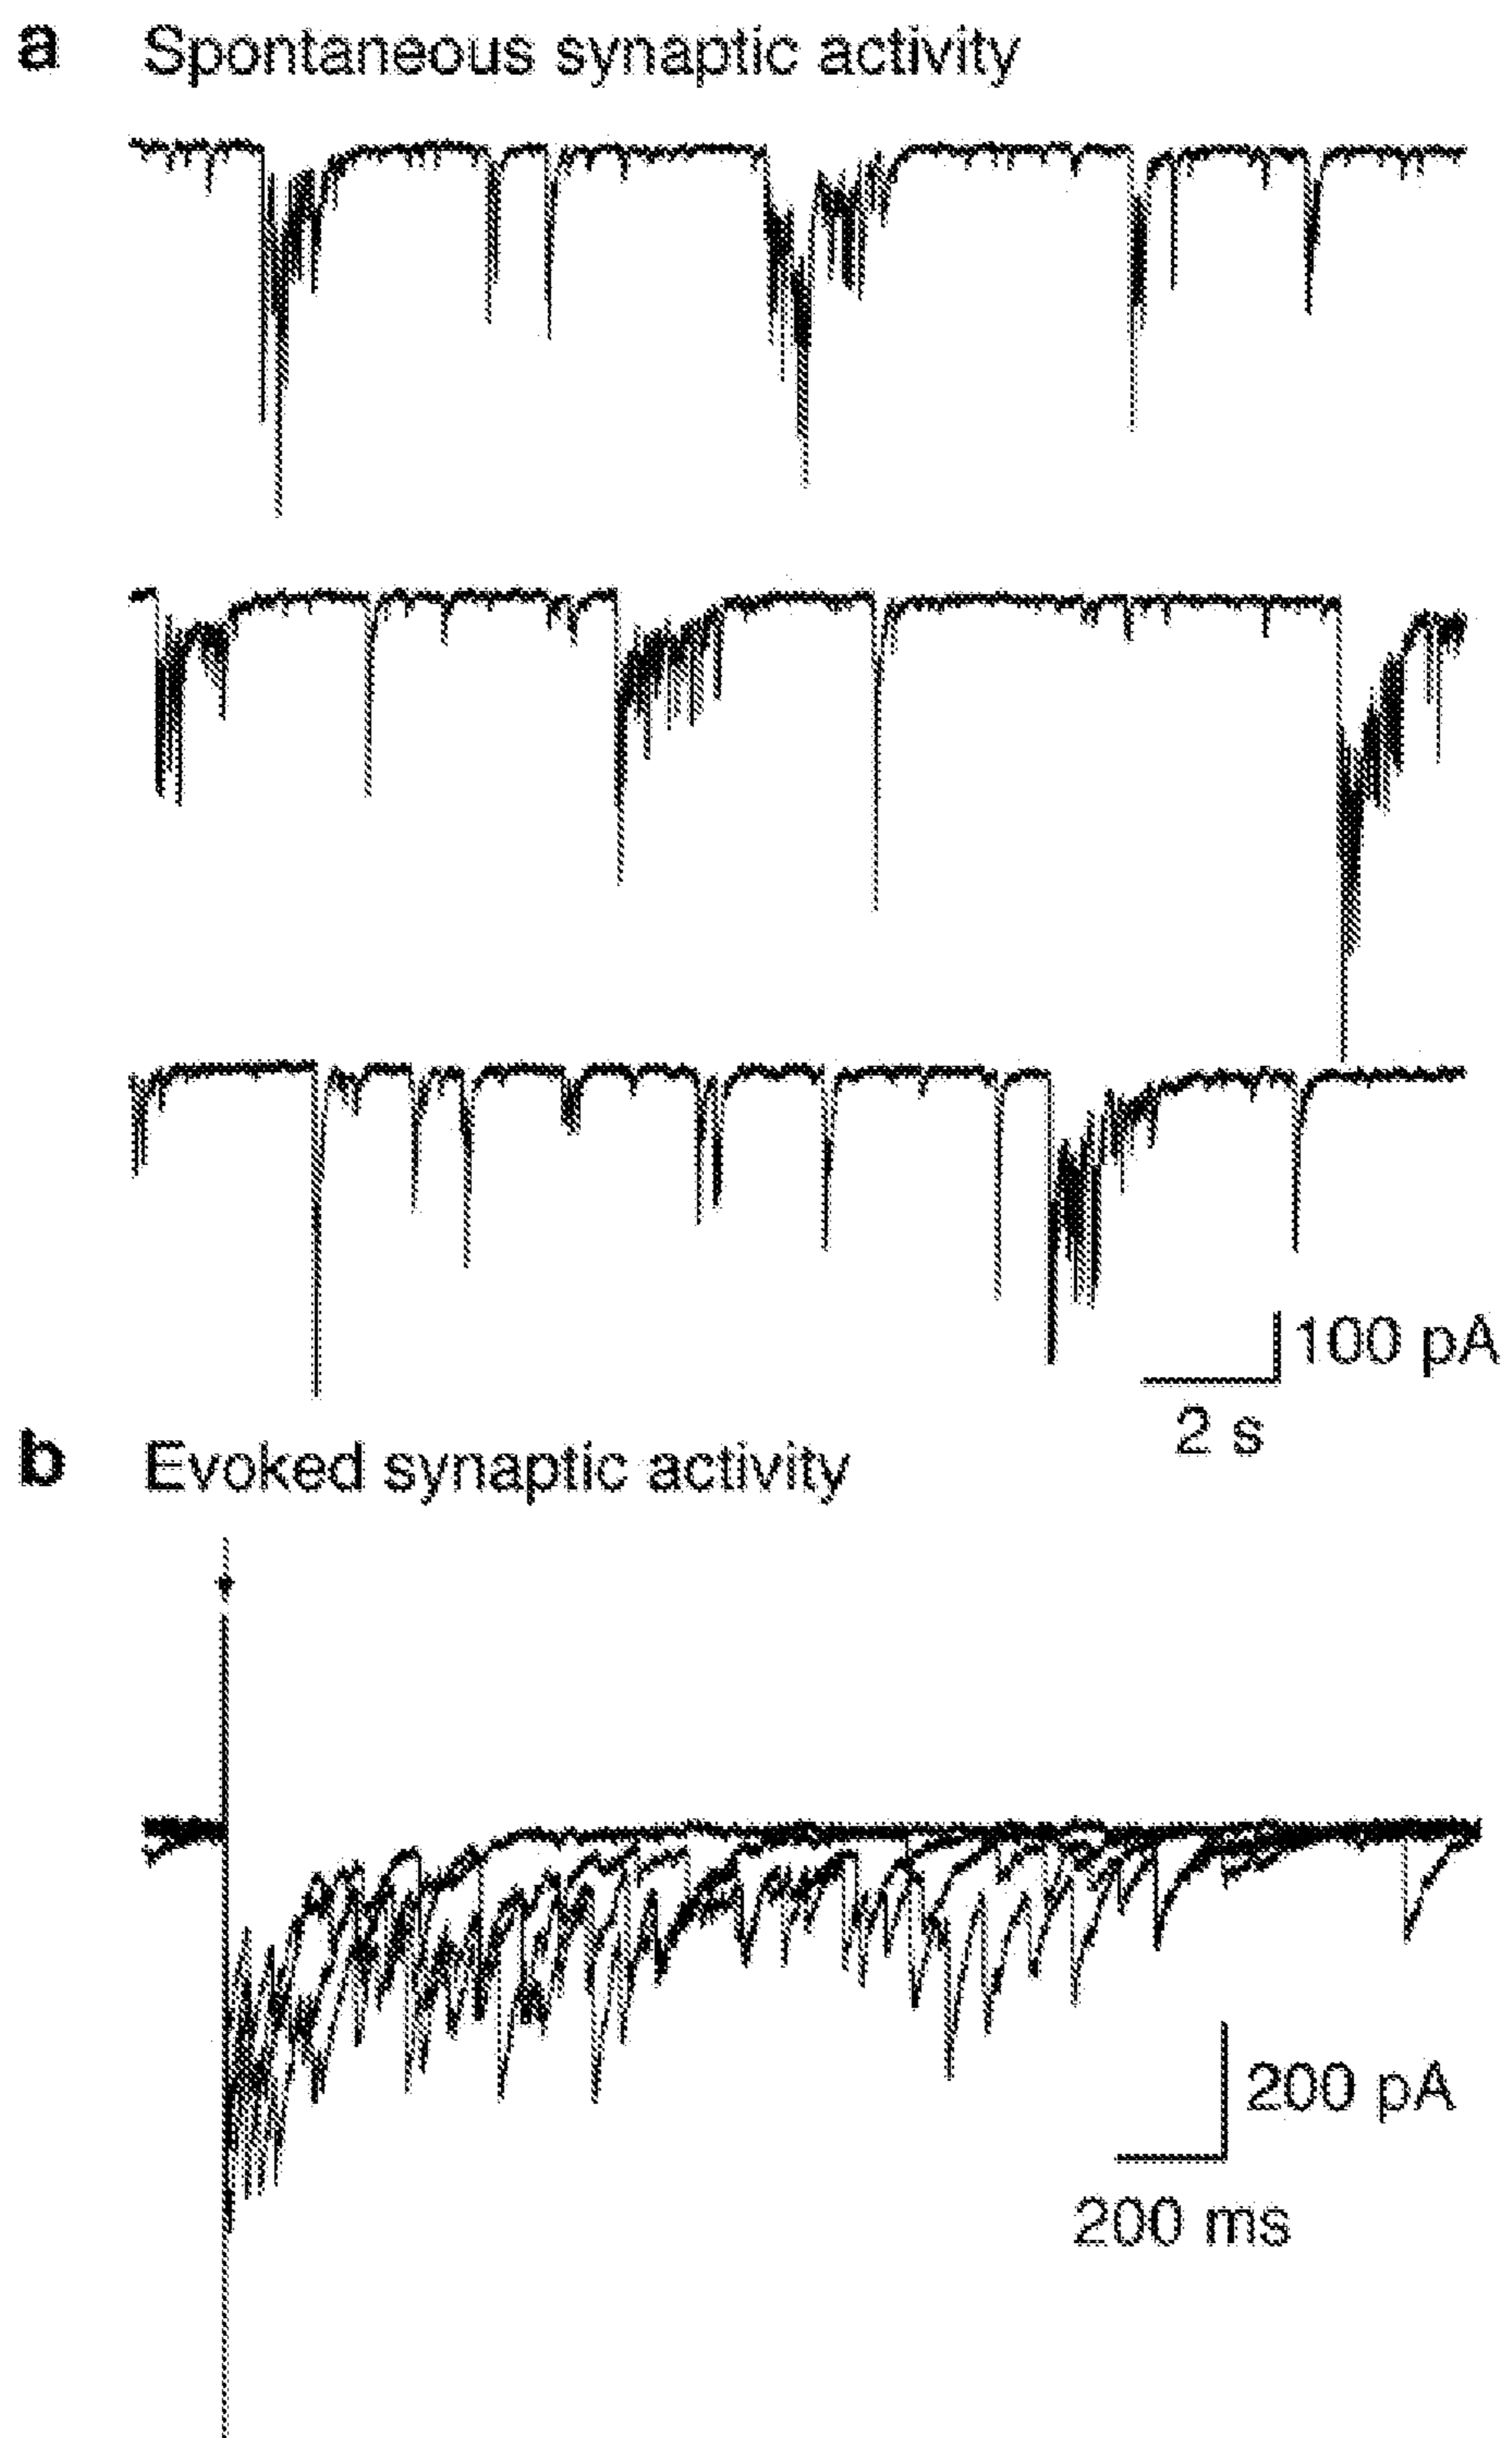 a Spontaneous synaptic activity
100 pA
2 s
b Evoked synaptic activity
200 pA
200 ms